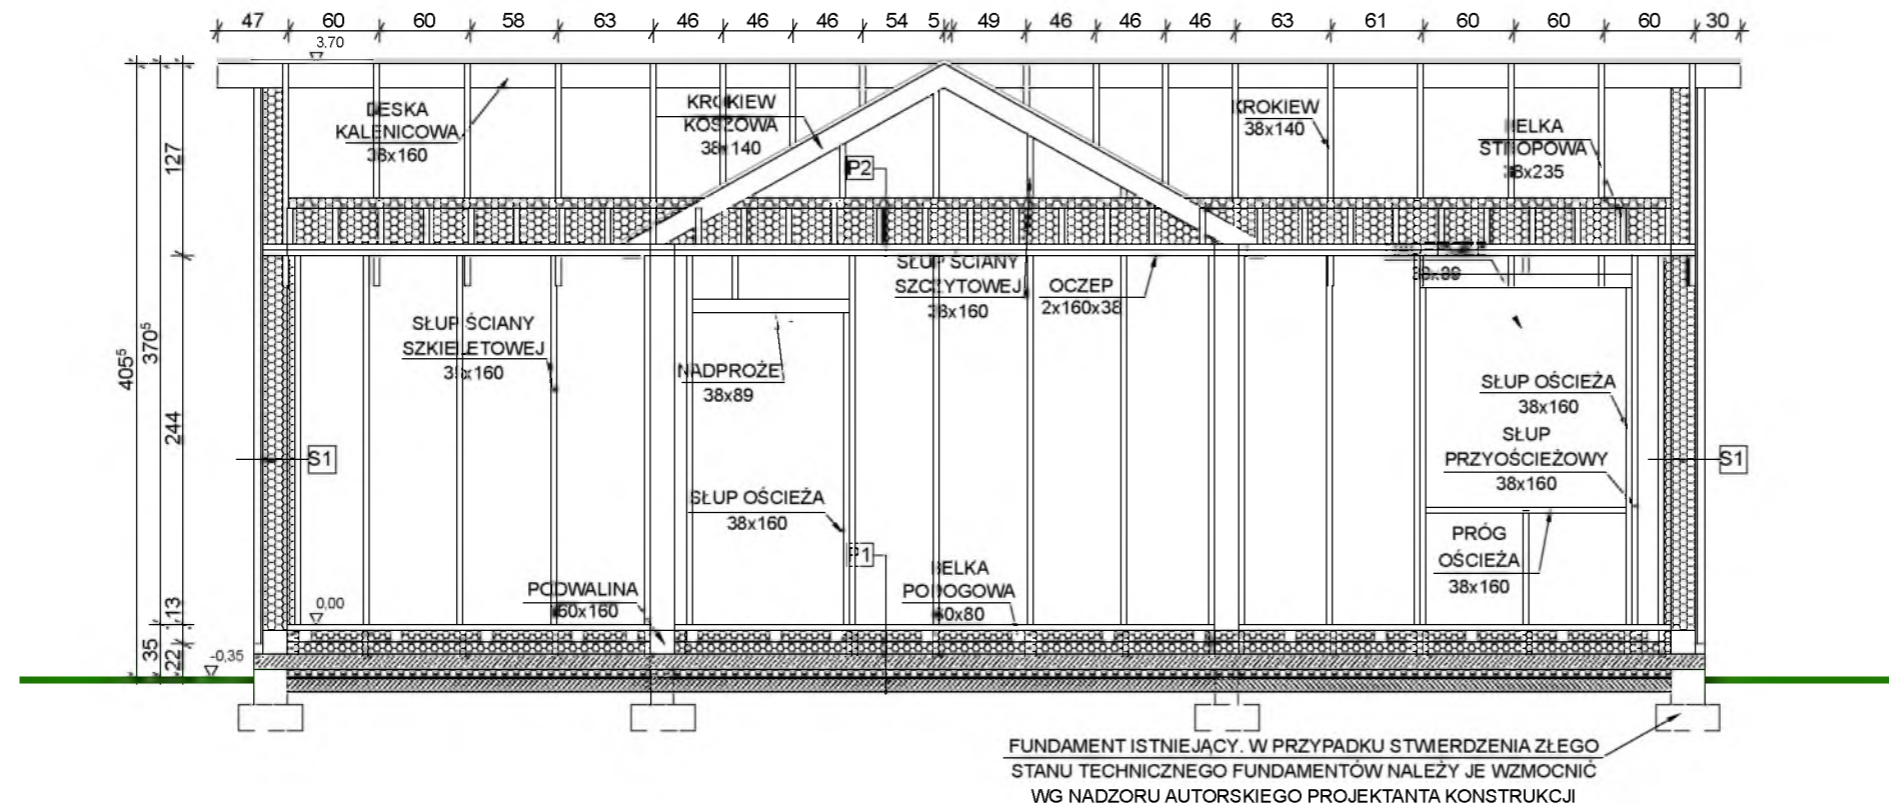 47 60 60 58 63 46 46 46 54 5 49 46 46 46 63 61 60 60 60 30
3.70
DESKA
KALENICOWA
38x160
KROKIEW
KOSZOWA
38x140
KROKIEW
38x140
BELKA
STROPOWA
38x235
P2
127
SŁUP ŚCIANY
SZCZYTOWEJ
38x160
OCZEP
2x160x38
38x89
SŁUP ŚCIANY
SZKIELETOWEJ
38x160
NADPROŻE
38x89
405⁵
370⁵
244
SŁUP OŚCIEŻA
38x160
SŁUP
PRZYOŚCIEŻOWY
38x160
S1
S1
SŁUP OŚCIEŻA
38x160
P1
PRÓG
OŚCIEŻA
38x160
PODWALINA
60x160
BELKA
PODŁOGOWA
60x80
0,00
13
35
22
-0,35
FUNDAMENT ISTNIEJĄCY. W PRZYPADKU STWIERDZENIA ZŁEGO
STANU TECHNICZNEGO FUNDAMENTÓW NALEŻY JE WZMOCNIĆ
WG NADZORU AUTORSKIEGO PROJEKTANTA KONSTRUKCJI